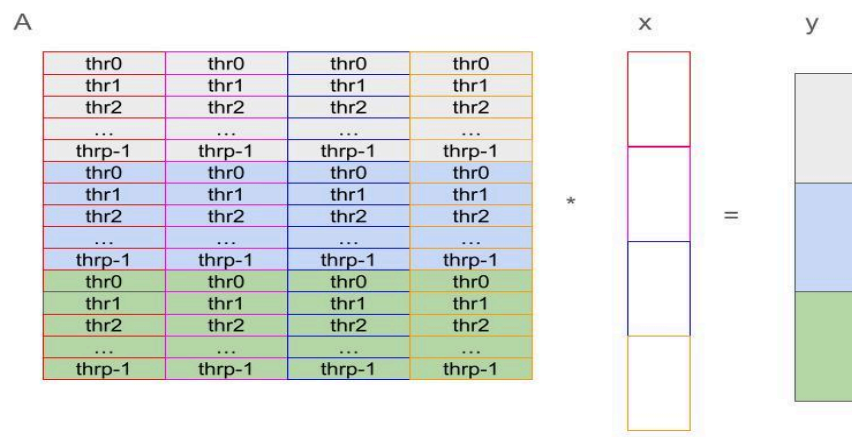 A x y
thr0 thr0 thr0 thr0
thr1 thr1 thr1 thr1
thr2 thr2 thr2 thr2
... ... ... ...
thrp-1 thrp-1 thrp-1 thrp-1
thr0 thr0 thr0 thr0
thr1 thr1 thr1 thr1
thr2 thr2 thr2 thr2
* =
... ... ... ...
thrp-1 thrp-1 thrp-1 thrp-1
thr0 thr0 thr0 thr0
thr1 thr1 thr1 thr1
thr2 thr2 thr2 thr2
... ... ... ...
thrp-1 thrp-1 thrp-1 thrp-1